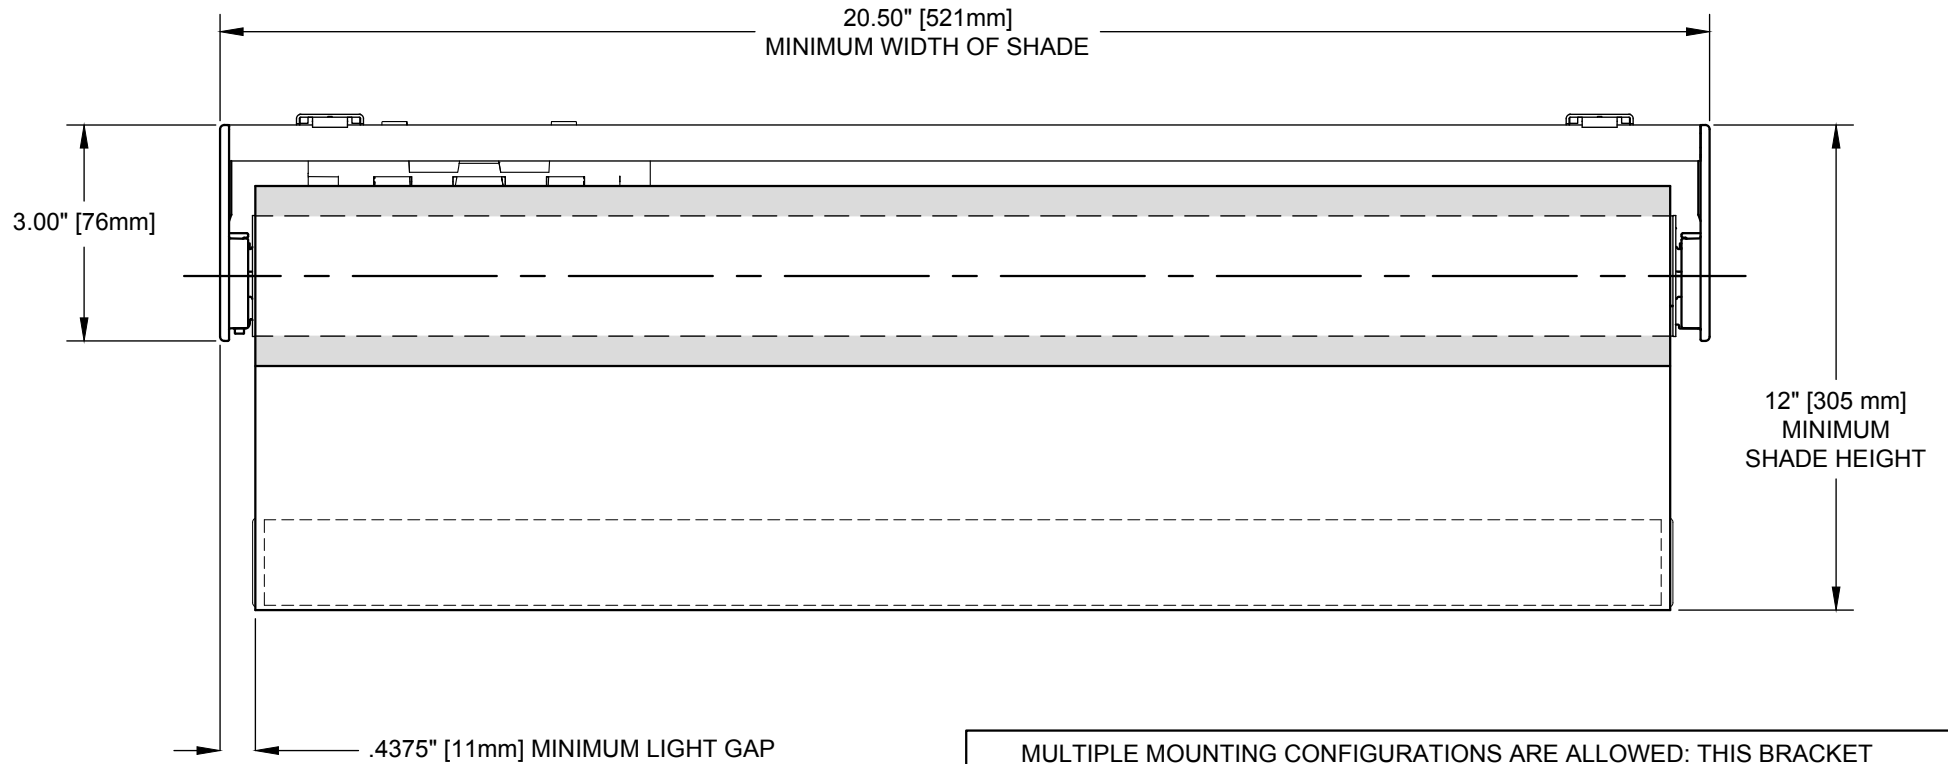 20.50" [521mm]
MINIMUM WIDTH OF SHADE
3.00" [76mm]
12" [305 mm]
MINIMUM
SHADE HEIGHT
.4375" [11mm] MINIMUM LIGHT GAP
MULTIPLE MOUNTING CONFIGURATIONS ARE ALLOWED: THIS BRACKET